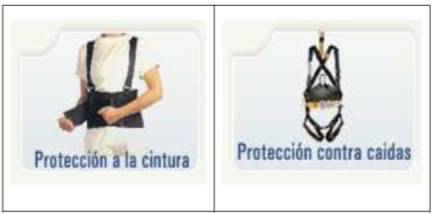 Protección a la cintura
Protección contra caidas